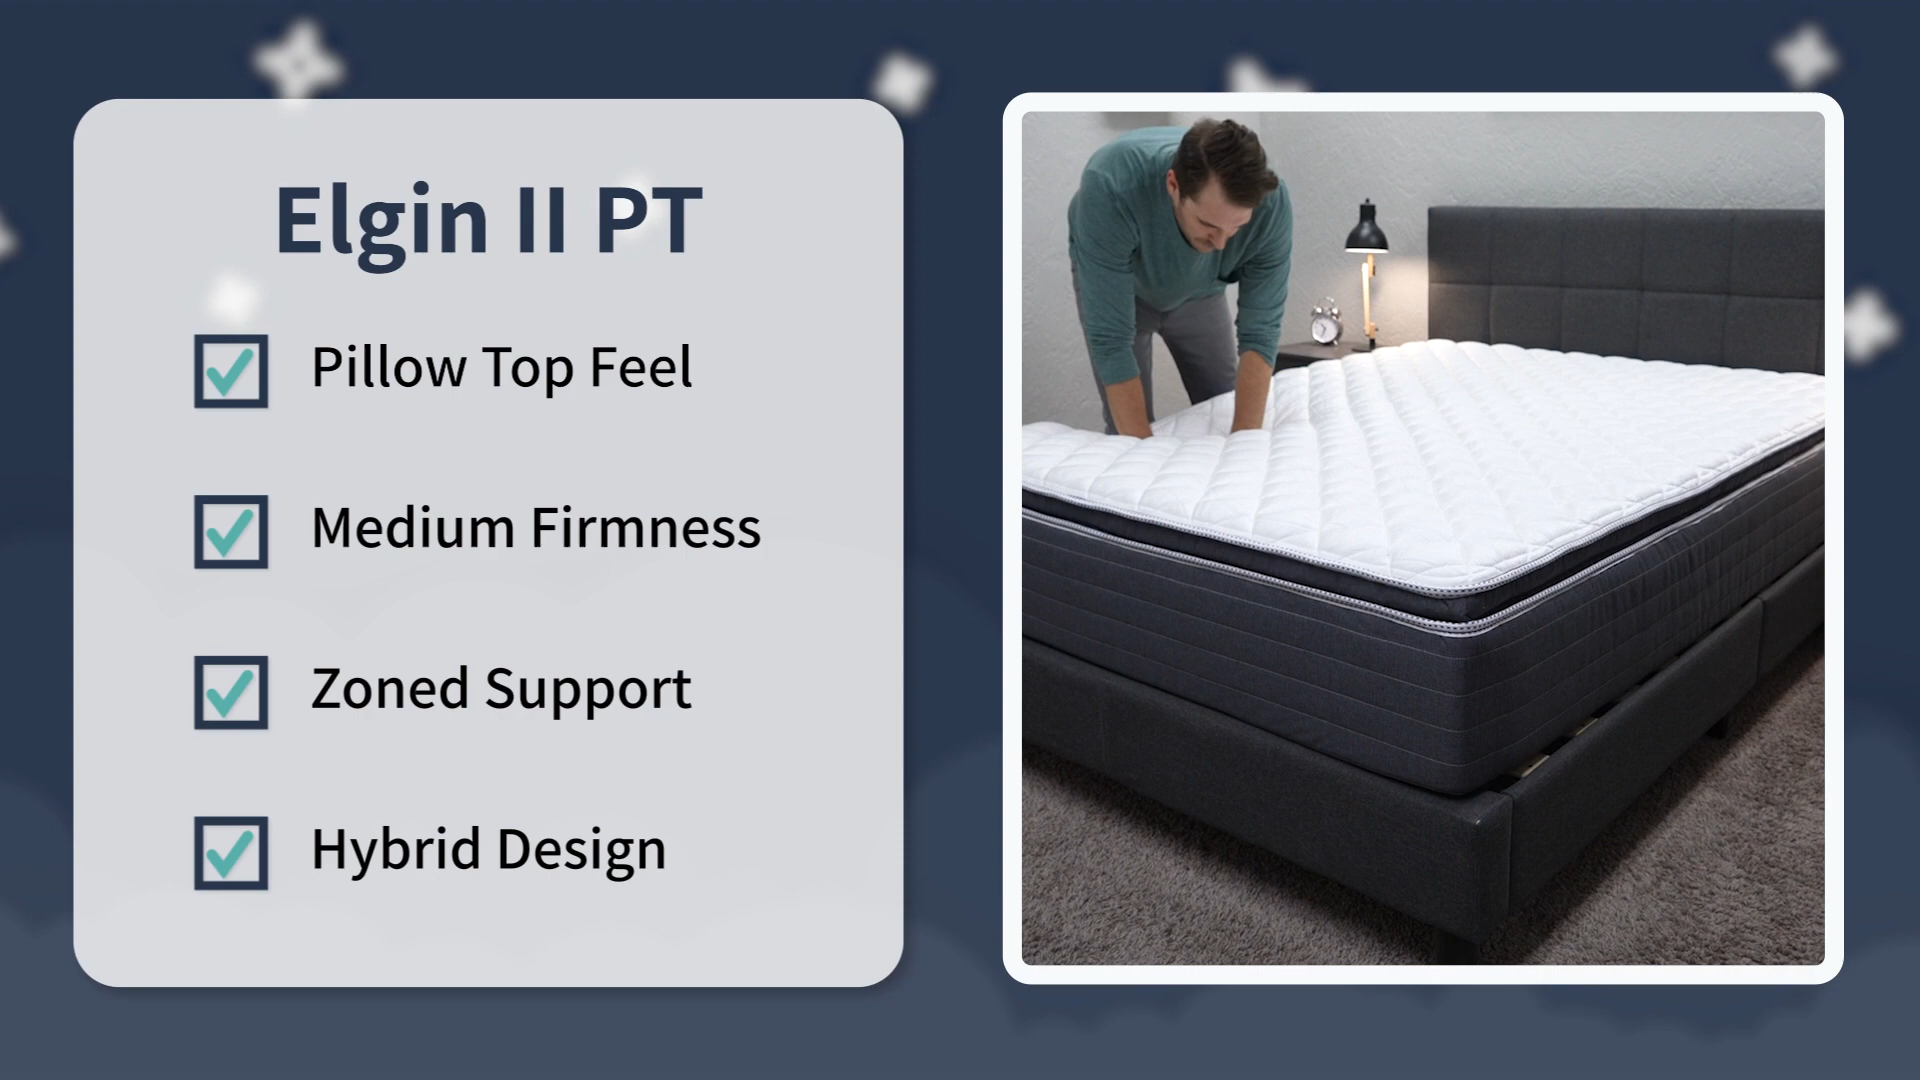 Elgin II PT
Pillow Top Feel
Medium Firmness
Zoned Support
Hybrid Design